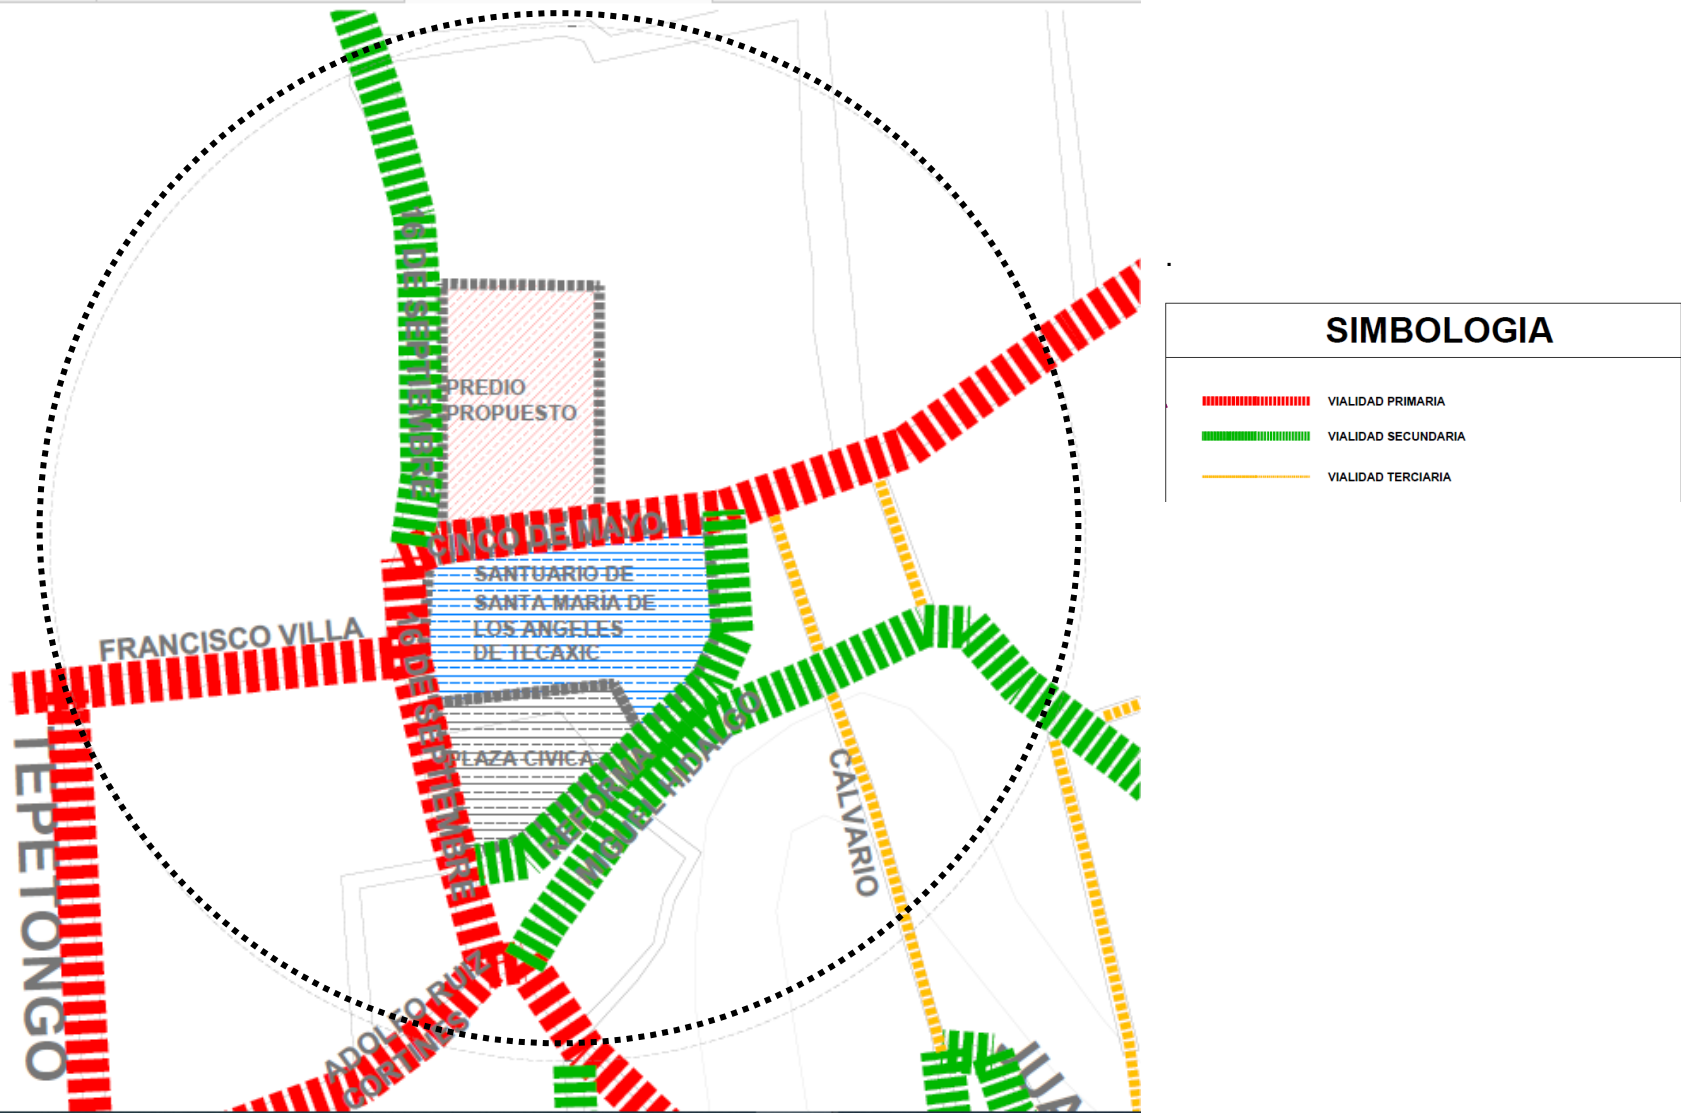 16 DE SEPTIEMBRE
PREDIO
PROPUESTO
CINCO DE MAYO
SANTUARIO DE
SANTA MARÍA DE
LOS ANGELES
DE TECAXIC
FRANCISCO VILLA
16 DE SEPTIEMBRE
PLAZA CIVICA
REFORMA
MIGUEL HIDALGO
CALVARIO
TEPETONGO
ADOLFO RUIZ
CORTINES
JUA
SIMBOLOGIA
VIALIDAD PRIMARIA
VIALIDAD SECUNDARIA
VIALIDAD TERCIARIA